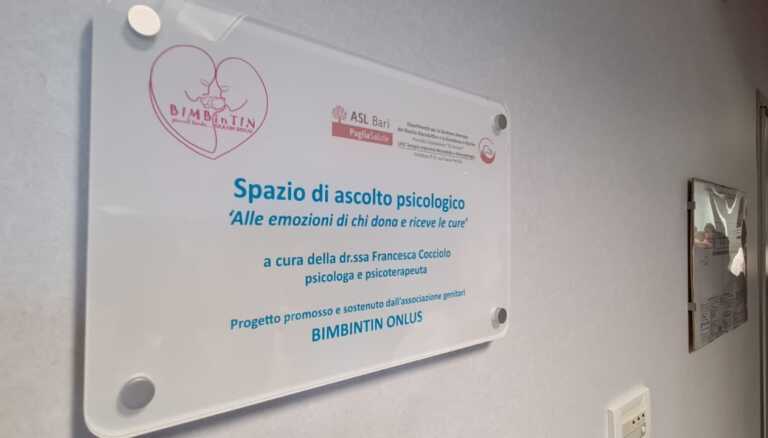 BIMBinTIN
ASL Bari
PugliaSalute
Spazio di ascolto psicologico
‘Alle emozioni di chi dona e riceve le cure’
a cura della dr.ssa Francesca Cocciolo
psicologa e psicoterapeuta
Progetto promosso e sostenuto dall'associazione genitori
BIMBINTIN ONLUS